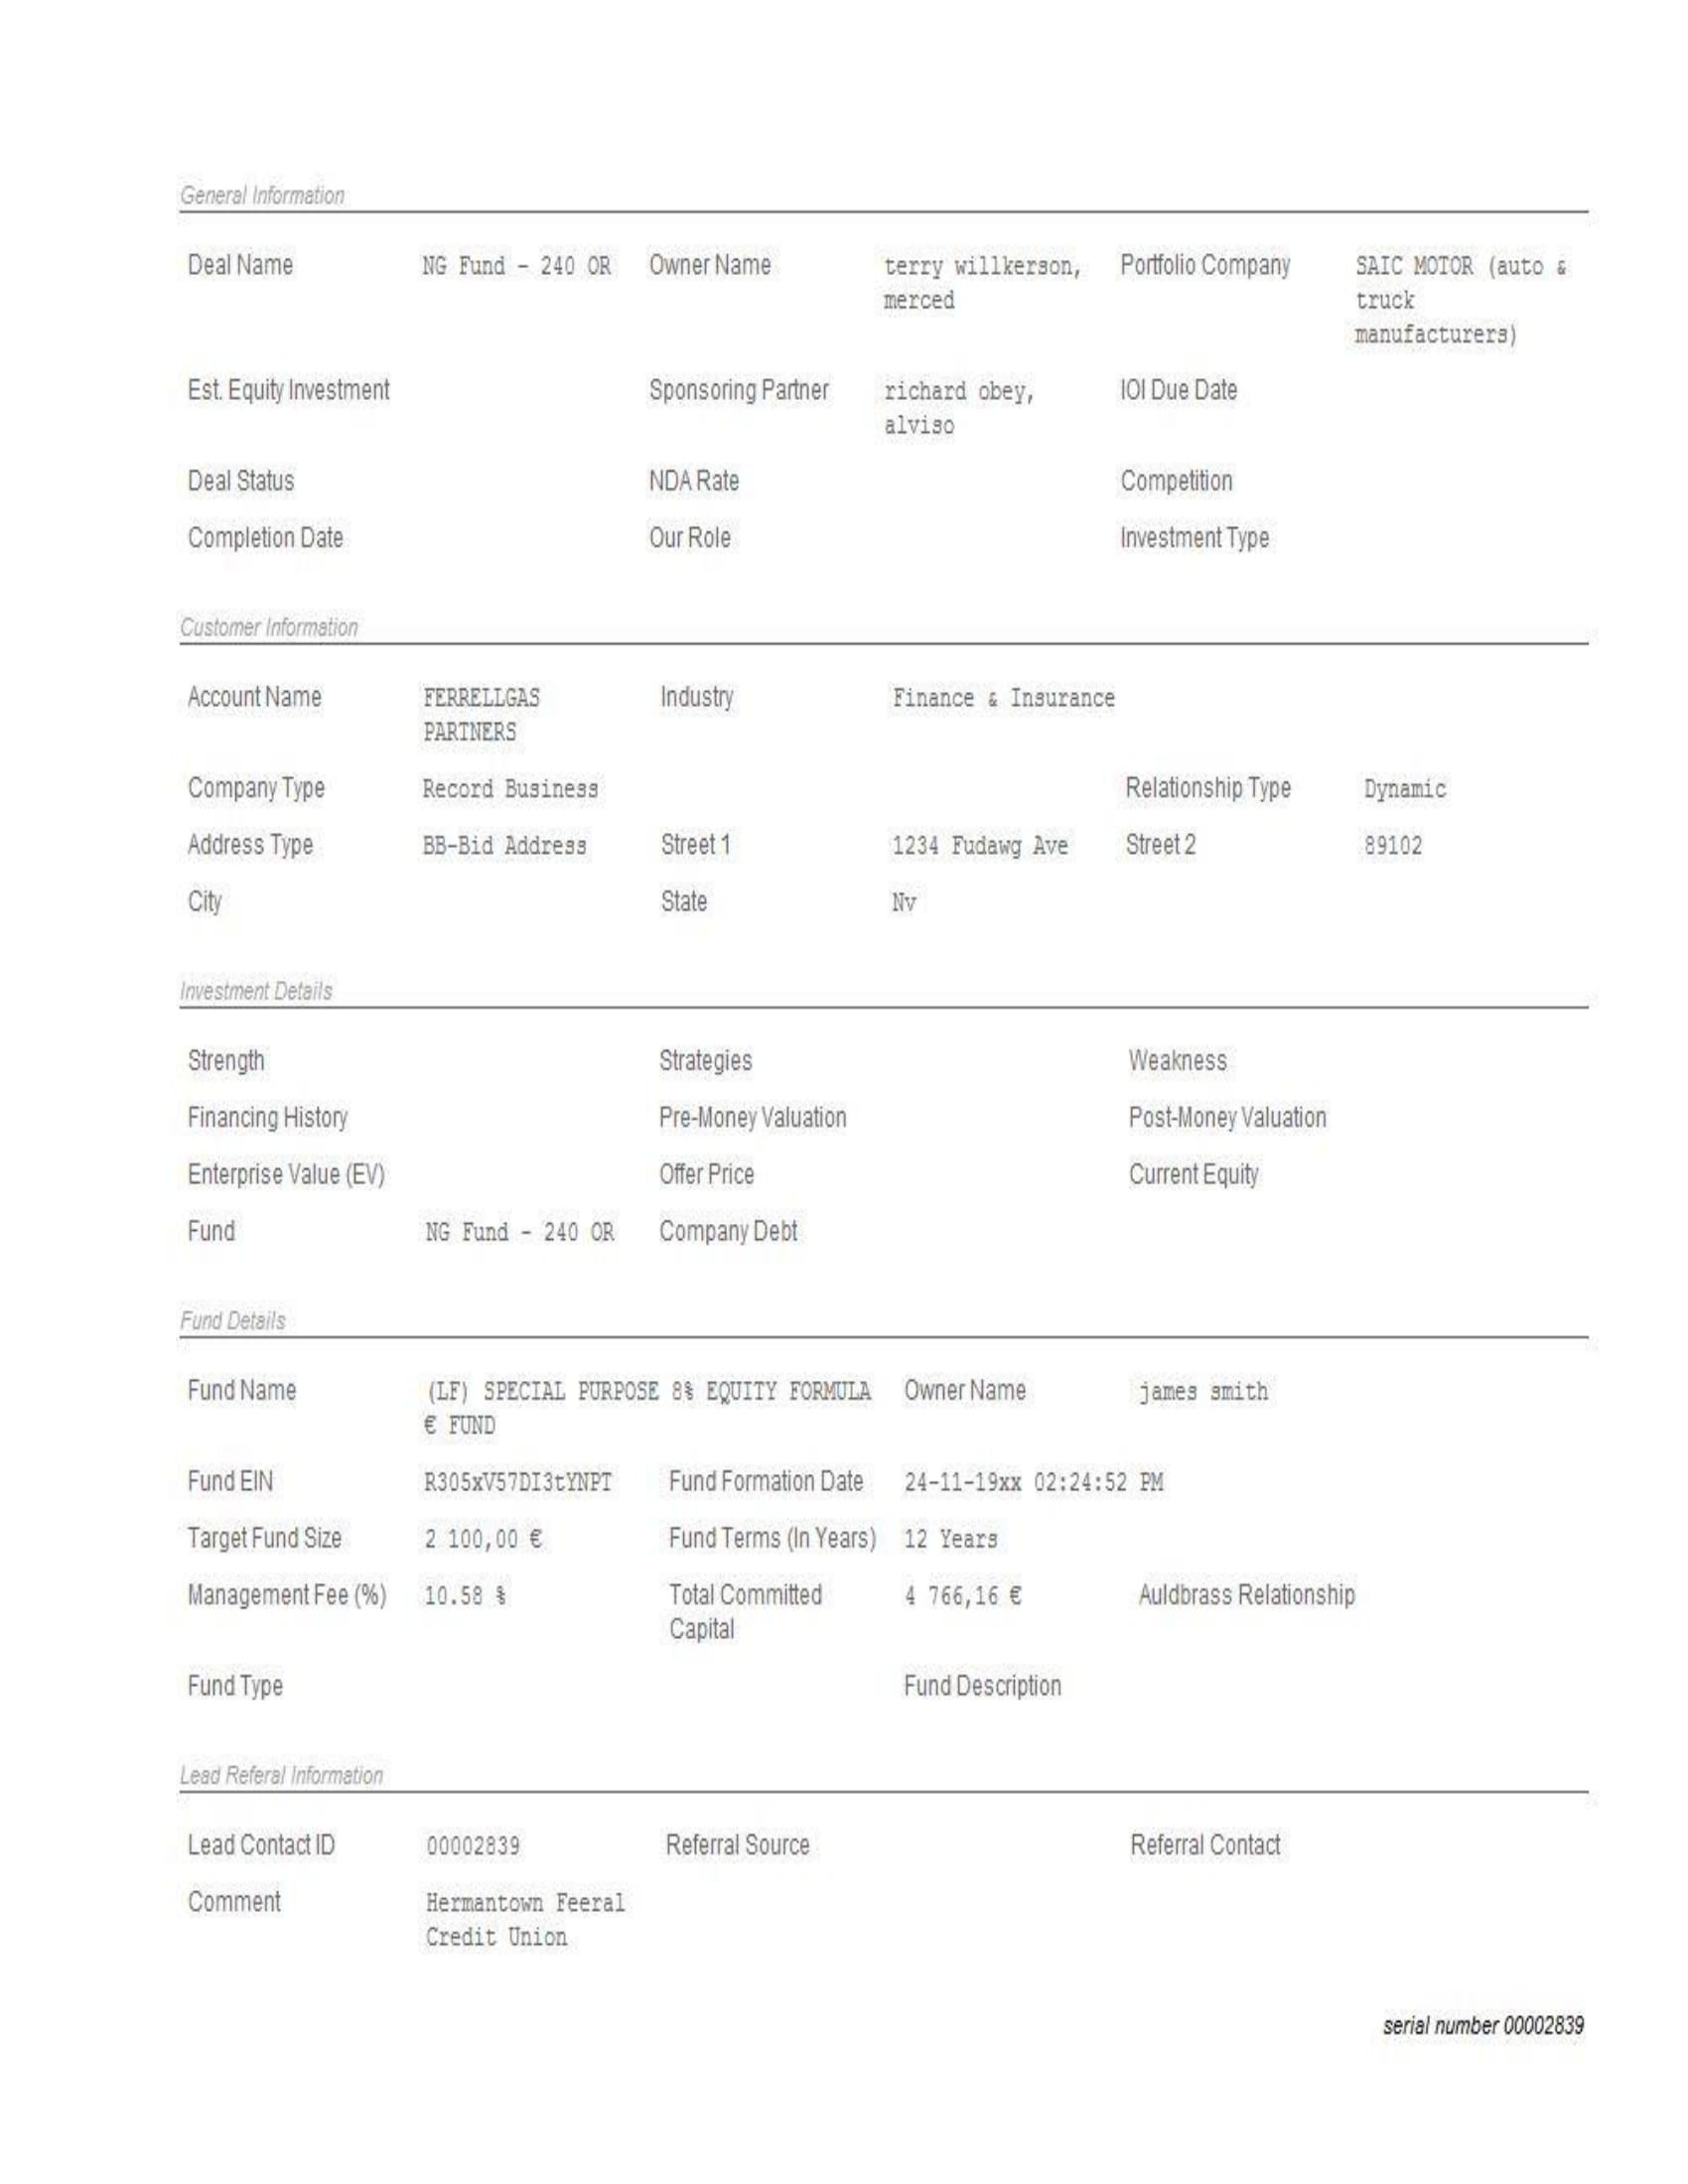 General Information
Deal Name NG Fund - 240 OR Owner Name terry willkerson, Portfolio Company SAIC MOTOR (auto &
merced truck
manufacturers)
Est. Equity Investment Sponsoring Partner richard obey, IOI Due Date
alviso
Deal Status NDA Rate Competition
Completion Date Our Role Investment Type
Customer Information
Account Name FERRELLGAS Industry Finance & Insurance
PARTNERS
Company Type Record Business Relationship Type Dynamic
Address Type BB-Bid Address Street 1 1234 Fudawg Ave Street 2 89102
City State Nv
Investment Details
Strength Strategies Weakness
Financing History Pre-Money Valuation Post-Money Valuation
Enterprise Value (EV) Offer Price Current Equity
Fund NG Fund - 240 OR Company Debt
Fund Details
Fund Name (LF) SPECIAL PURPOSE 8% EQUITY FORMULA Owner Name james smith
€ FUND
Fund EIN R305xV57DI3tYNPT Fund Formation Date 24-11-19xx 02:24:52 PM
Target Fund Size 2 100,00 € Fund Terms (In Years) 12 Years
Management Fee (%) 10.58 % Total Committed 4 766,16 € Auldbrass Relationship
Capital
Fund Type Fund Description
Lead Referal Information
Lead Contact ID 00002839 Referral Source Referral Contact
Comment Hermantown Feeral
Credit Union
serial number 00002839